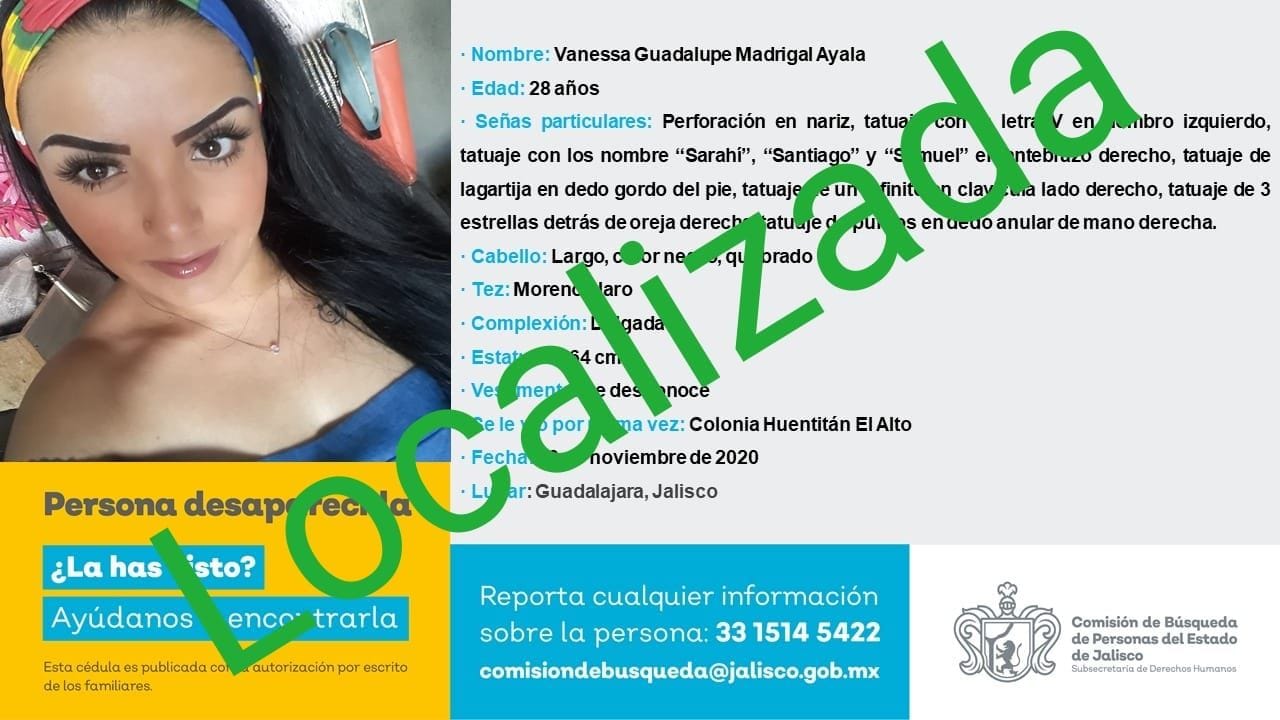 · Nombre: Vanessa Guadalupe Madrigal Ayala
· Edad: 28 años
· Señas particulares: Perforación en nariz, tatuaje con letra V en hombro izquierdo,
tatuaje con los nombre “Sarahí”, “Santiago” y “Samuel” en antebrazo derecho, tatuaje de
lagartija en dedo gordo del pie, tatuaje de un infinito en clavícula lado derecho, tatuaje de 3
estrellas detrás de oreja derecha, tatuaje de puntos en dedo anular de mano derecha.
· Cabello: Largo, color negro, quebrado
· Tez: Moreno claro
· Complexión: Delgada
· Estatura: 64 cm
· Vestimenta: Se desconoce
· Se le vio por última vez: Colonia Huentitán El Alto
· Fecha: noviembre de 2020
· Lugar: Guadalajara, Jalisco
Localizada
Persona desaparecida
¿La has visto?
Ayúdanos a encontrarla
Esta cédula es publicada con la autorización por escrito
de los familiares.
Reporta cualquier información
sobre la persona: 33 1514 5422
comisiondebusqueda@jalisco.gob.mx
Comisión de Búsqueda
de Personas del Estado
de Jalisco
Subsecretaría de Derechos Humanos